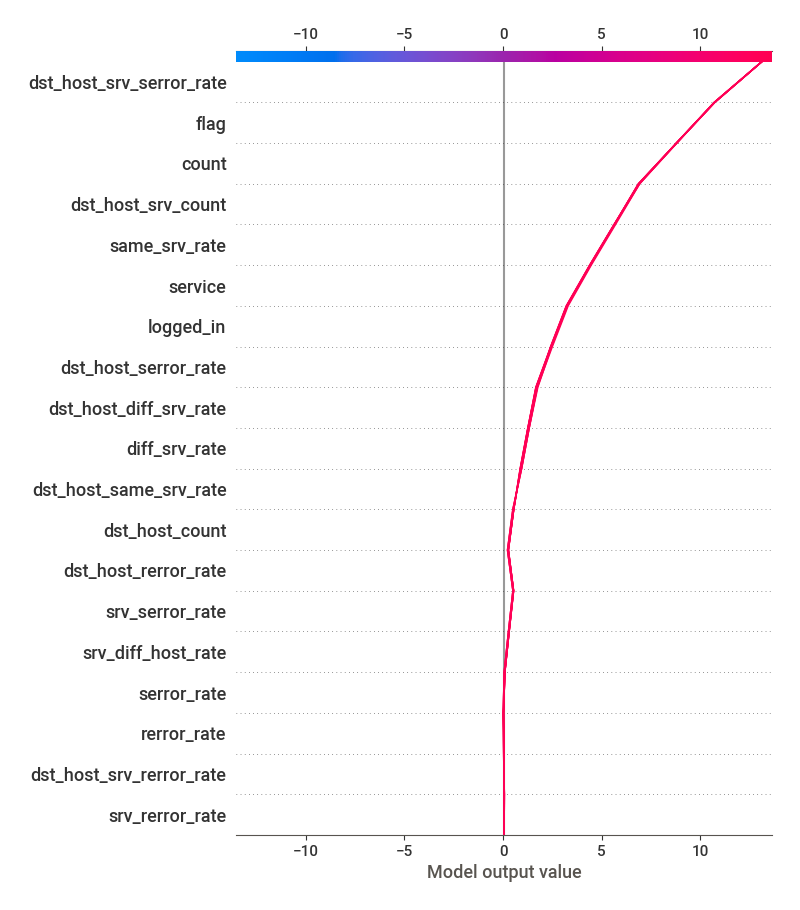 −10 −5 0 5 10
dst_host_srv_serror_rate
flag
count
dst_host_srv_count
same_srv_rate
service
logged_in
dst_host_serror_rate
dst_host_diff_srv_rate
diff_srv_rate
dst_host_same_srv_rate
dst_host_count
dst_host_rerror_rate
srv_serror_rate
srv_diff_host_rate
serror_rate
rerror_rate
dst_host_srv_rerror_rate
srv_rerror_rate
−10 −5 0 5 10
Model output value